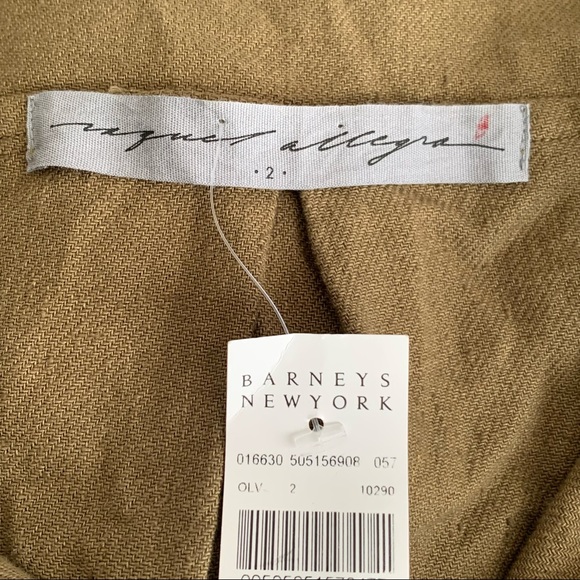 raquel allegra
.2.
BARNEYS
NEWYORK
016630 505156908 057
OLV 2 10290